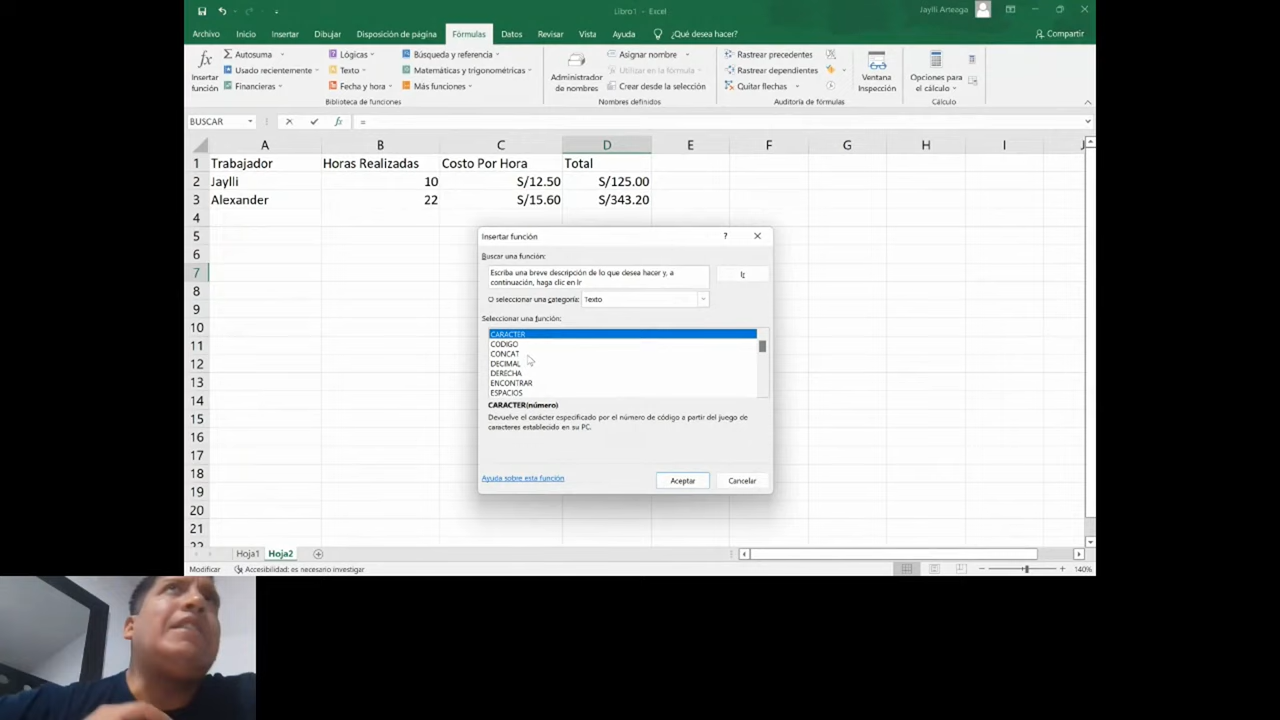 Libro1 - Excel
Jaylli Arteaga
Archivo Inicio Insertar Dibujar Disposición de página Fórmulas Datos Revisar Vista Ayuda ¿Qué desea hacer? Compartir
fx Insertar función
Autosuma Lógicas Búsqueda y referencia
Usado recientemente Texto Matemáticas y trigonométricas
Financieras Fecha y hora Más funciones
Biblioteca de funciones
Administrador de nombres
Asignar nombre
Utilizar en la fórmula
Crear desde la selección
Nombres definidos
Rastrear precedentes
Rastrear dependientes
Quitar flechas
Auditoría de fórmulas
Ventana Inspección
Opciones para el cálculo
Cálculo
BUSCAR fx =
A B C D E F G H I J
1 Trabajador Horas Realizadas Costo Por Hora Total
2 Jaylli 10 S/12.50 S/125.00
3 Alexander 22 S/15.60 S/343.20
4
5
6
7
8
9
10
11
12
13
14
15
16
17
18
19
20
21
22
Insertar función ?
Buscar una función:
Escriba una breve descripción de lo que desea hacer y, a
continuación, haga clic en Ir
Ir
O seleccionar una categoría: Texto
Seleccionar una función:
CARACTER
CODIGO
CONCAT
DECIMAL
DERECHA
ENCONTRAR
ESPACIOS
CARACTER(número)
Devuelve el carácter especificado por el número de código a partir del juego de
caracteres establecido en su PC.
Ayuda sobre esta función
Aceptar Cancelar
Hoja1 Hoja2
Modificar Accesibilidad: es necesario investigar 140%